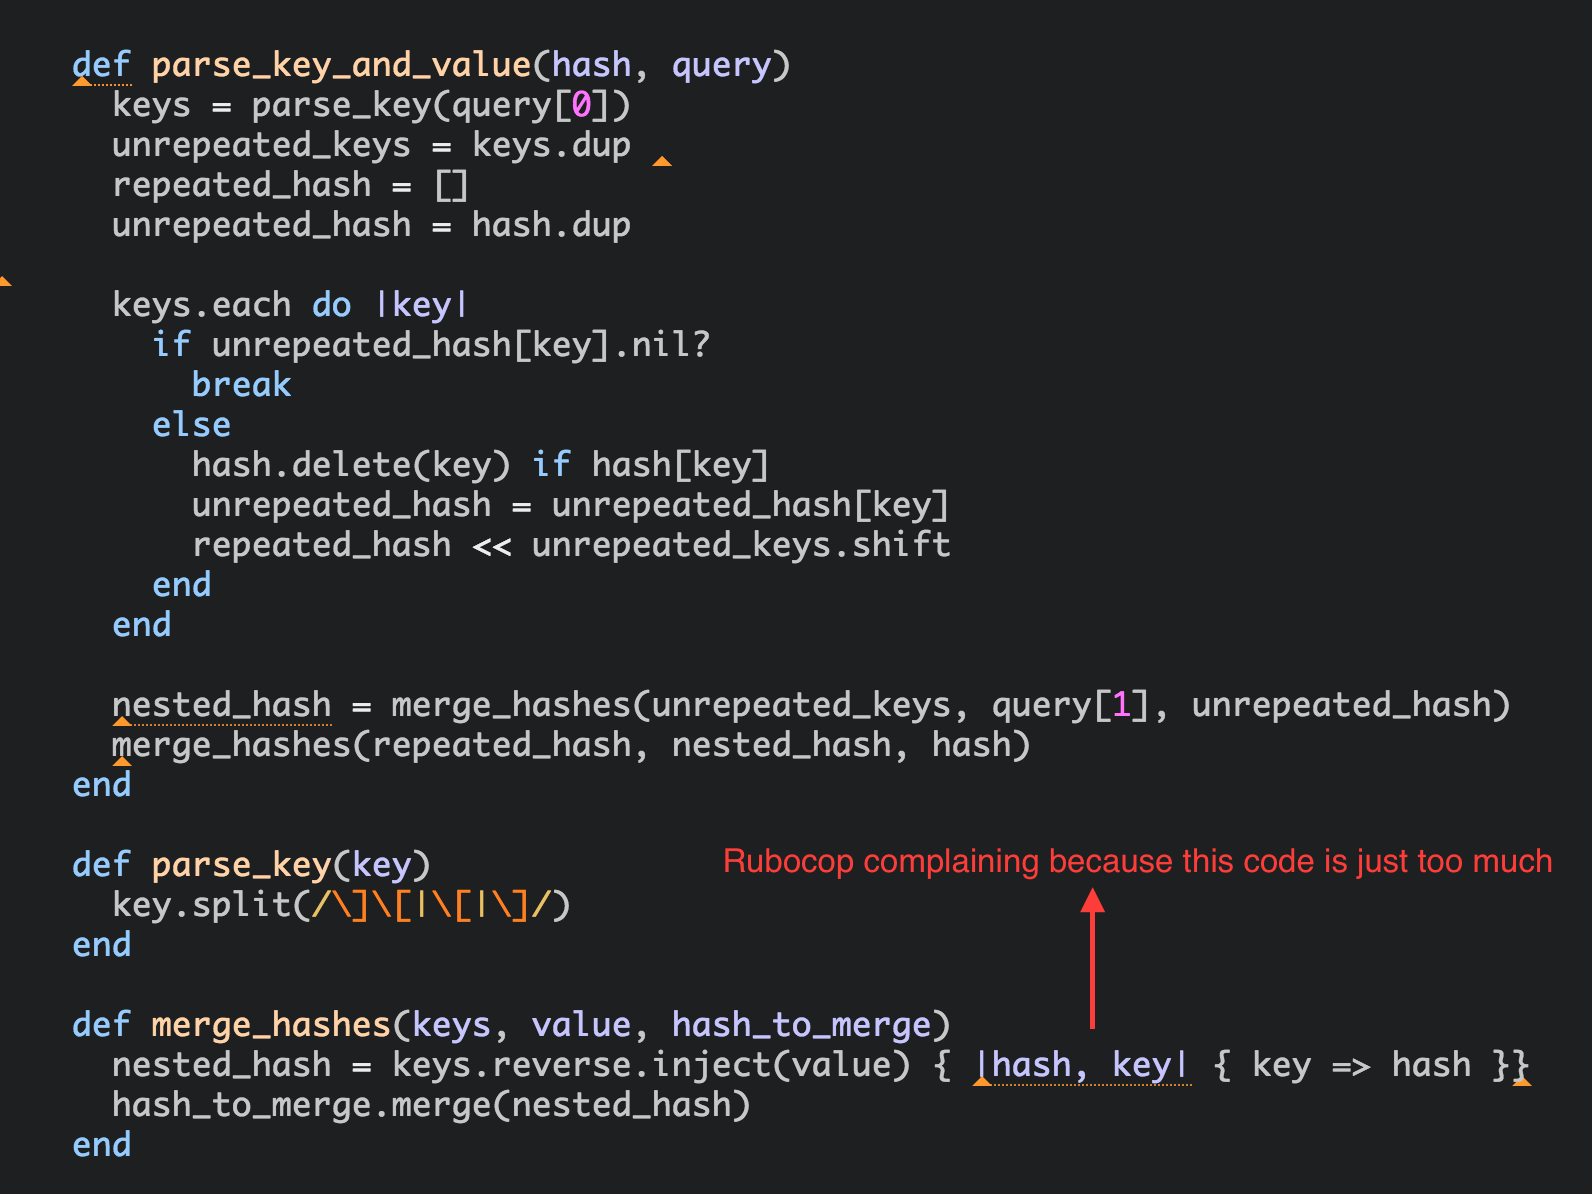 def parse_key_and_value(hash, query)
  keys = parse_key(query[0])
  unrepeated_keys = keys.dup
  repeated_hash = []
  unrepeated_hash = hash.dup

  keys.each do |key|
    if unrepeated_hash[key].nil?
      break
    else
      hash.delete(key) if hash[key]
      unrepeated_hash = unrepeated_hash[key]
      repeated_hash << unrepeated_keys.shift
    end
  end

  nested_hash = merge_hashes(unrepeated_keys, query[1], unrepeated_hash)
  merge_hashes(repeated_hash, nested_hash, hash)
end

def parse_key(key)
Rubocop complaining because this code is just too much
  key.split(/\]\[|\[|\]/)
end

def merge_hashes(keys, value, hash_to_merge)
  nested_hash = keys.reverse.inject(value) { |hash, key| { key => hash }}
  hash_to_merge.merge(nested_hash)
end